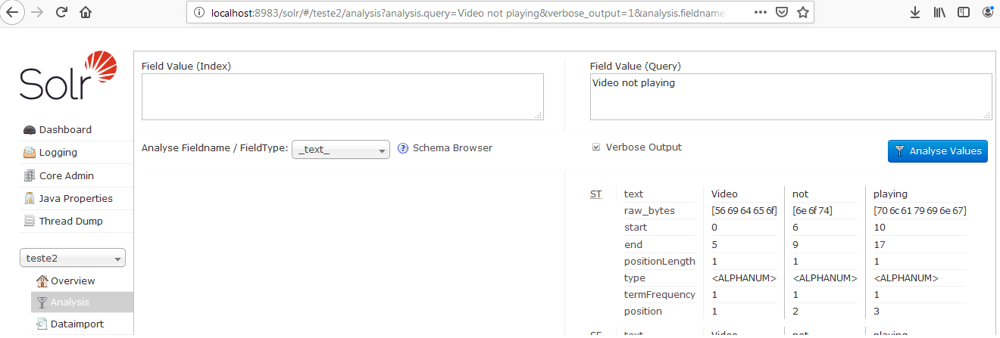 localhost:8983/solr/#/teste2/analysis?analysis.query=Video not playing&verbose_output=1&analysis.fieldname
Solr
Dashboard
Logging
Core Admin
Java Properties
Thread Dump
teste2
Overview
Analysis
Dataimport
Field Value (Index)
Field Value (Query)
Video not playing
Analyse Fieldname / FieldType: _text_ Schema Browser
Verbose Output
Analyse Values
ST text Video not playing
raw_bytes [56 69 64 65 6f] [6e 6f 74] [70 6c 61 79 69 6e 67]
start 0 6 10
end 5 9 17
positionLength 1 1 1
type <ALPHANUM> <ALPHANUM> <ALPHANUM>
termFrequency 1 1 1
position 1 2 3
SF text Video not playing